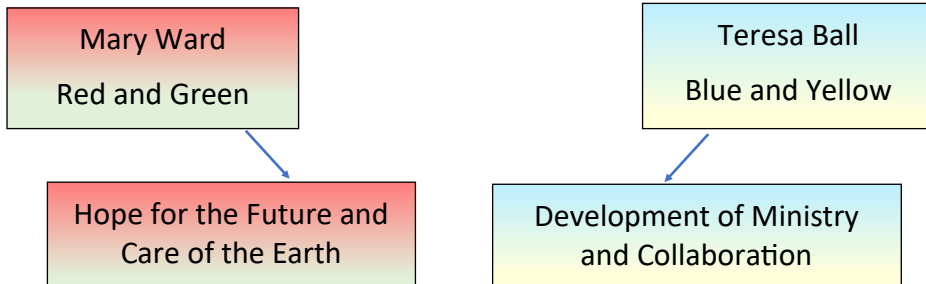 Mary Ward
Red and Green
Teresa Ball
Blue and Yellow
Hope for the Future and
Care of the Earth
Development of Ministry
and Collaboration